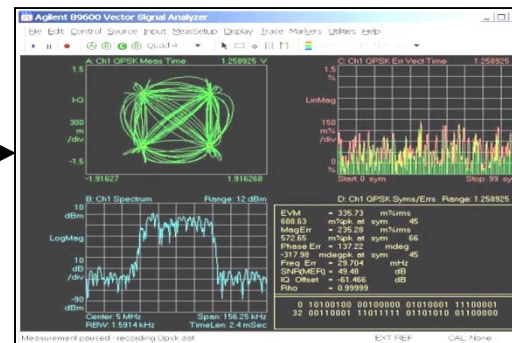 Agilent 89600 Vector Signal Analyzer
File Edit Control Source Input MeasSetup Display Trace Markers Utilities Help
Quad 4
A: Ch1 QPSK Meas Time 1.258925 V
1.5
I-Q
300
m
/div
-1.5
-1.91627 1.916268
C: Ch1 QPSK Err Vect Time 1.258925
1.5
%
LinMag
150
m%
/div
0
%
Start: 0 sym Stop: 99 sym
B: Ch1 Spectrum Range: 12 dBm
10
dBm
LogMag
10
dB
/div
-90
dBm
Center: 5 MHz Span: 156.25 kHz
RBW: 1.5914 kHz TimeLen: 2.4 mSec
D: Ch1 QPSK Syms/Errs Range: 1.258925
EVM = 335.73 m%rms
688.63 m%pk at sym 45
MagErr = 235.28 m%rms
572.65 m%pk at sym 66
Phase Err = 137.22 mdeg
-317.98 mdegpk at sym 45
Freq Err = 29.704 mHz
SNR(MER) = 49.48 dB
IQ Offset = -61.466 dB
Rho = 0.99999
0 10100100 00100000 01010001 11100001
32 00110001 11011111 01101010 01100000
Measurement paused - recording Qpsk.dat EXT REF CAL: None